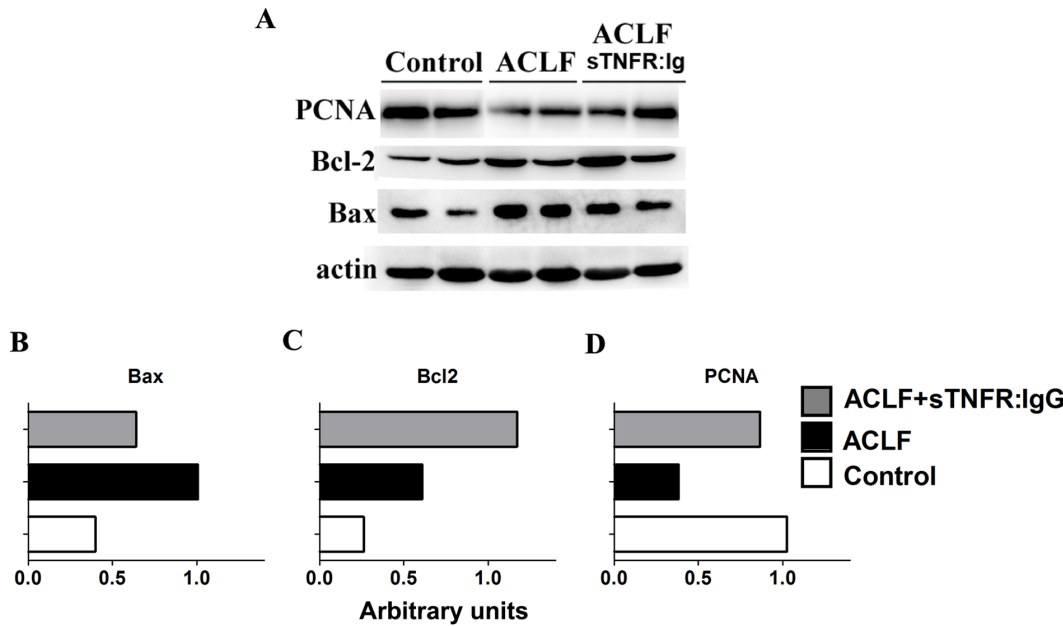 A
Control ACLF ACLF
sTNFR:Ig
PCNA
Bcl-2
Bax
actin
B C D
Bax Bcl2 PCNA
ACLF+sTNFR:IgG
ACLF
Control
0.0 0.5 1.0 0.0 0.5 1.0 0.0 0.5 1.0
Arbitrary units